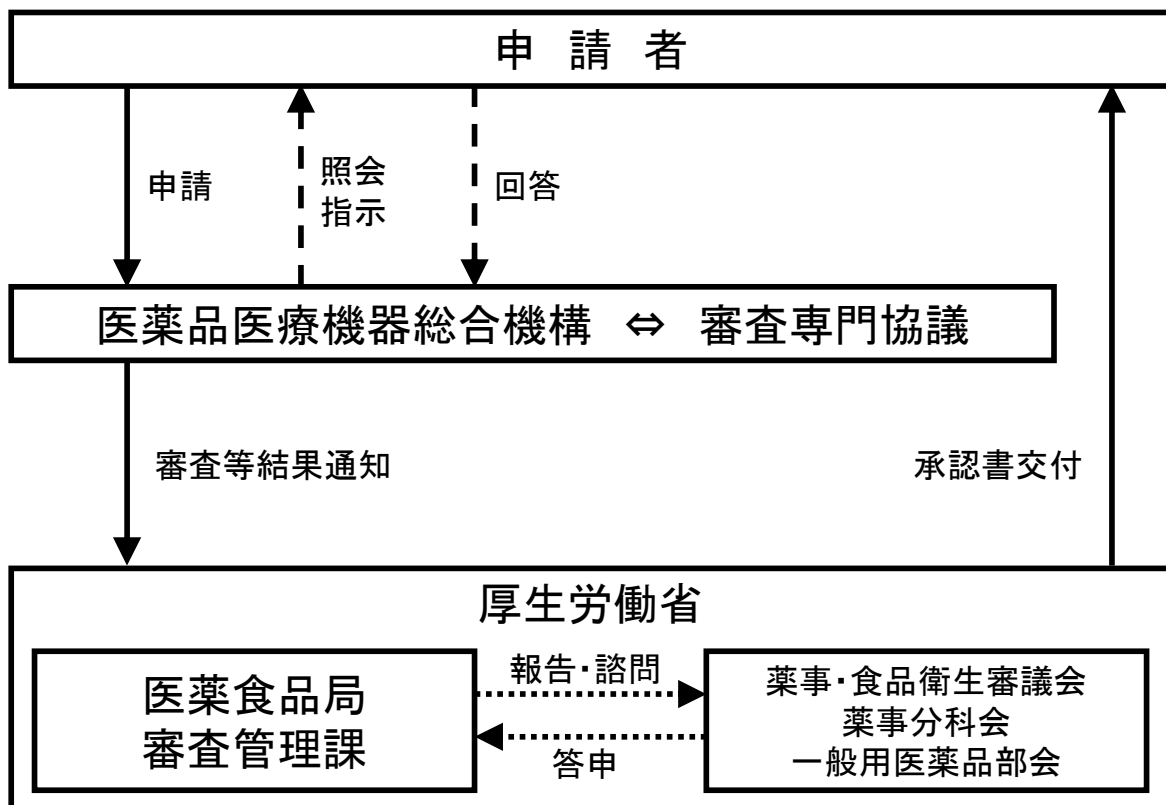 申 請 者
申請
照会
指示
回答
医薬品医療機器総合機構 ⇔ 審査専門協議
審査等結果通知
承認書交付
厚生労働省
医薬食品局
審査管理課
報告・諮問
答申
薬事・食品衛生審議会
薬事分科会
一般用医薬品部会